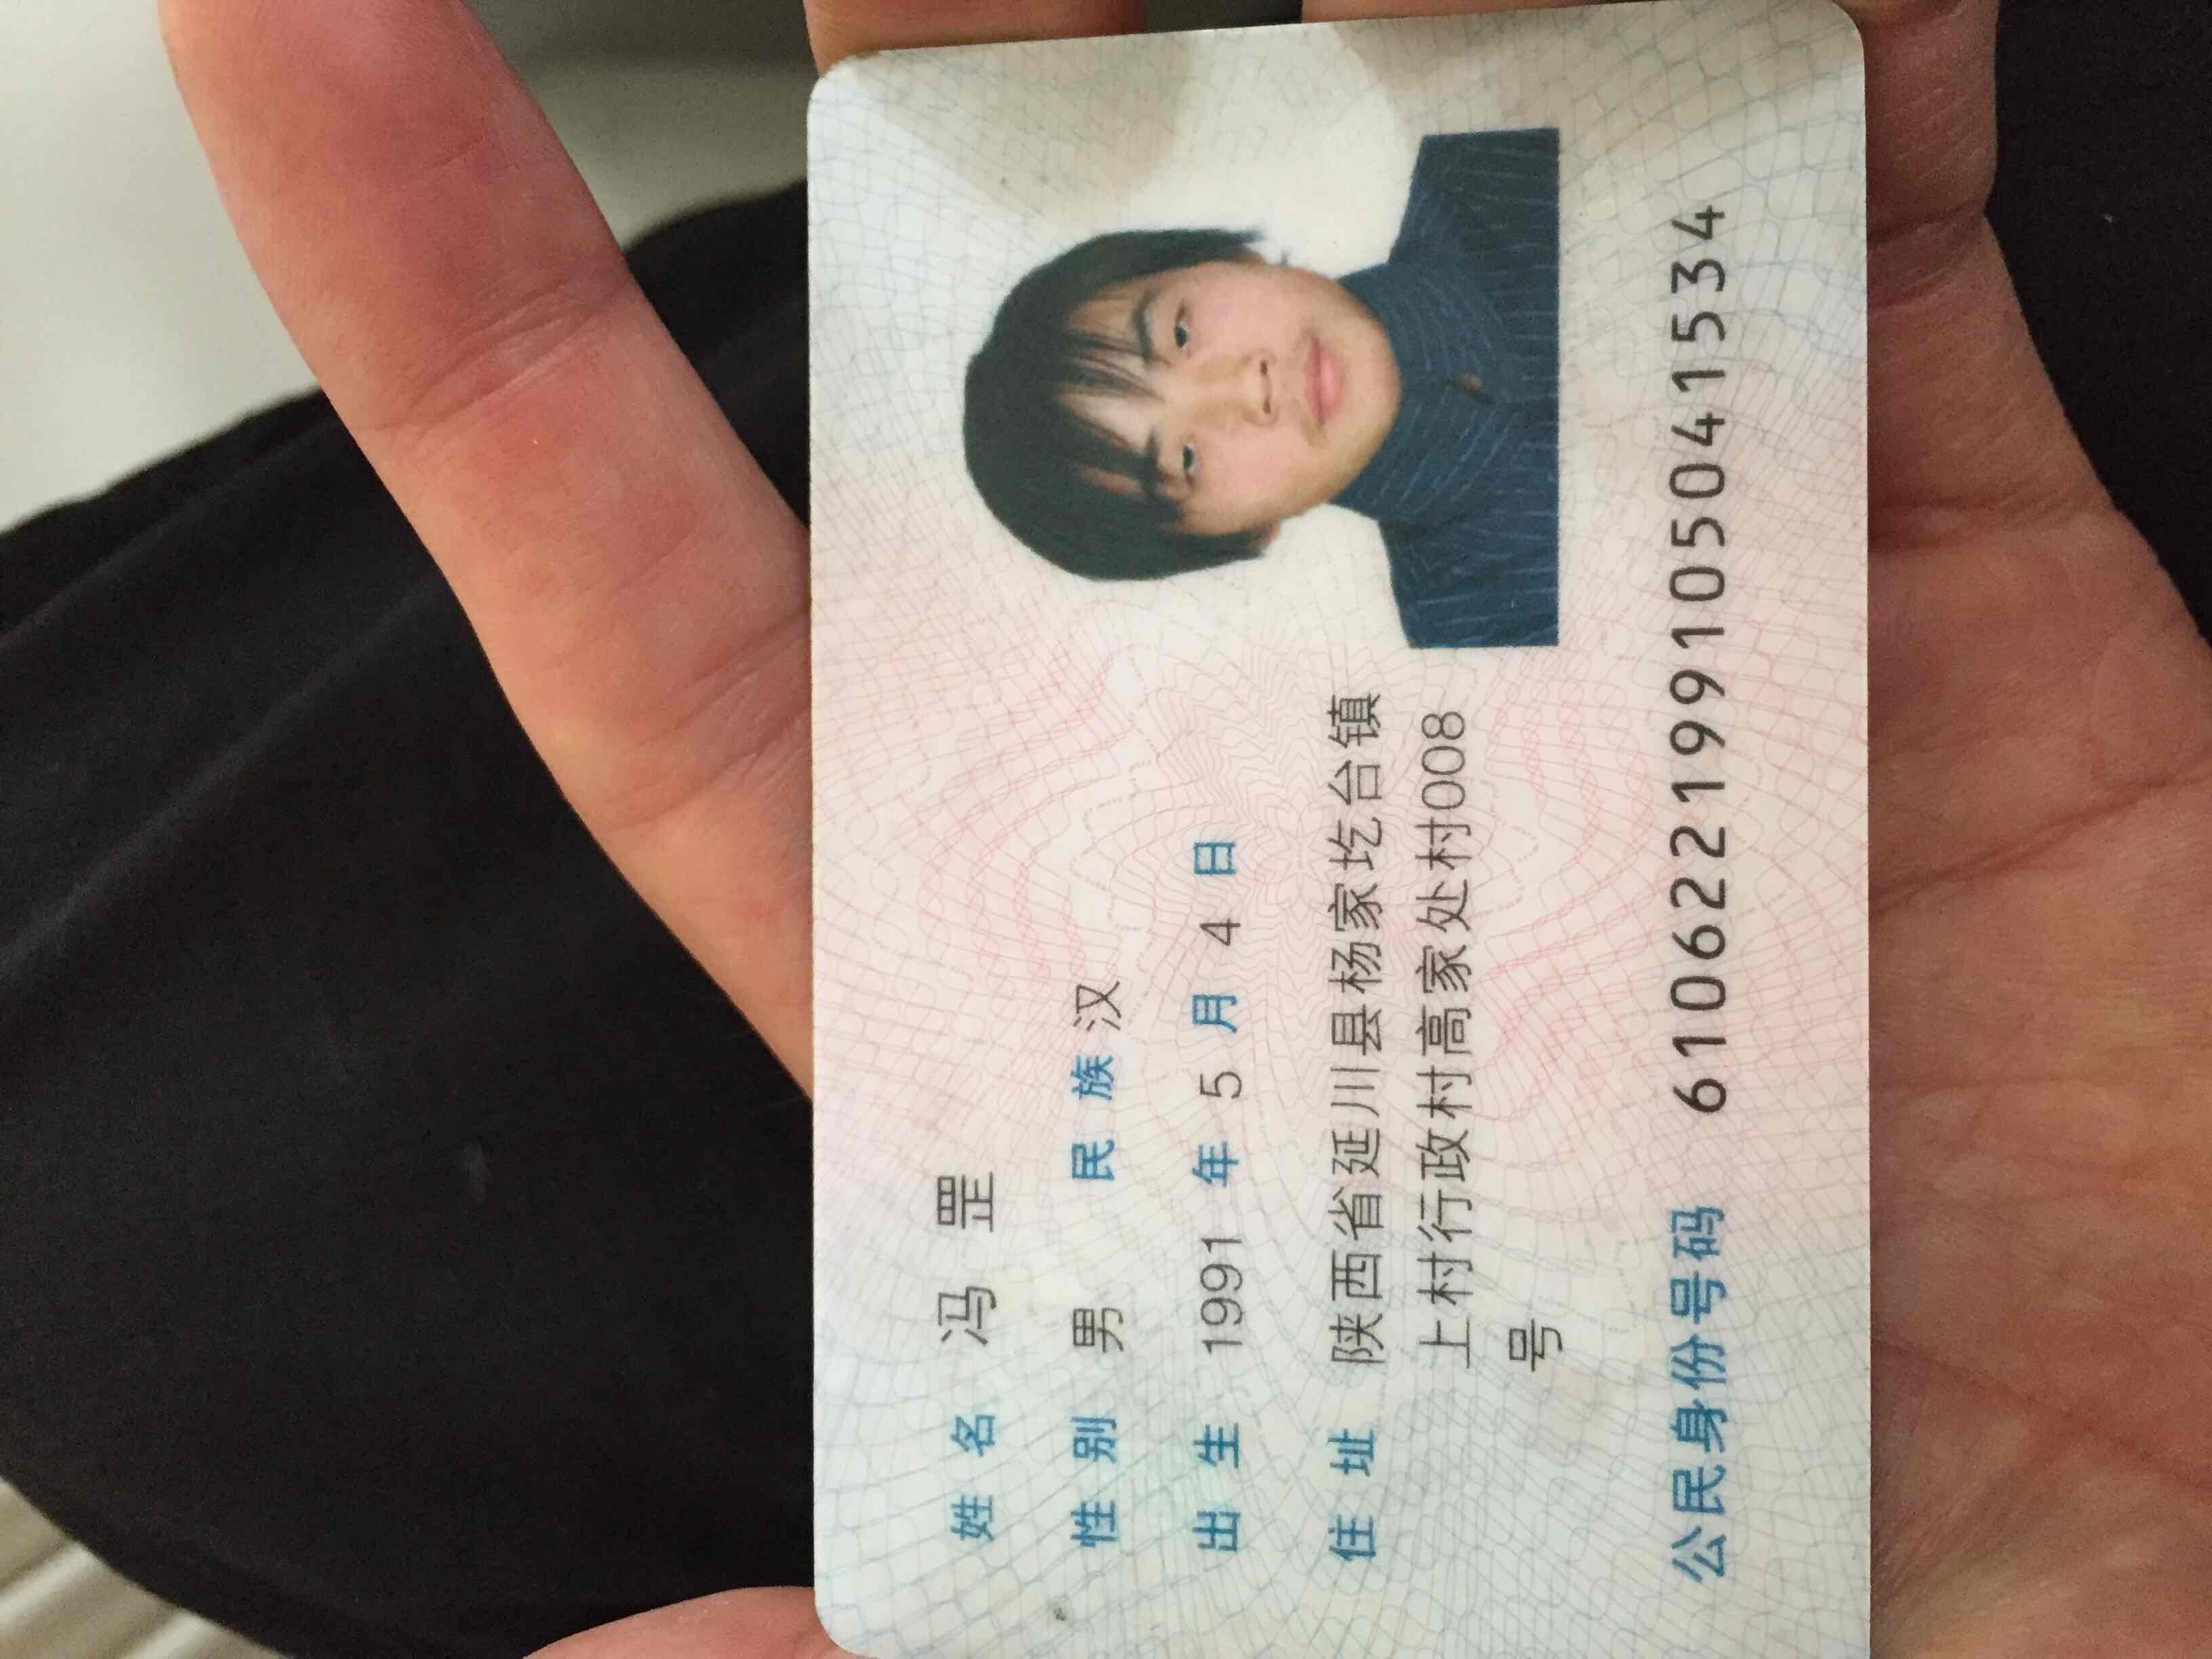 姓名 冯罡
性别 男 民族 汉
出生 1991 年 5 月 4 日
住址 陕西省延川县杨家圪台镇
上村行政村高家处村008
号
公民身份号码 610622199105041534